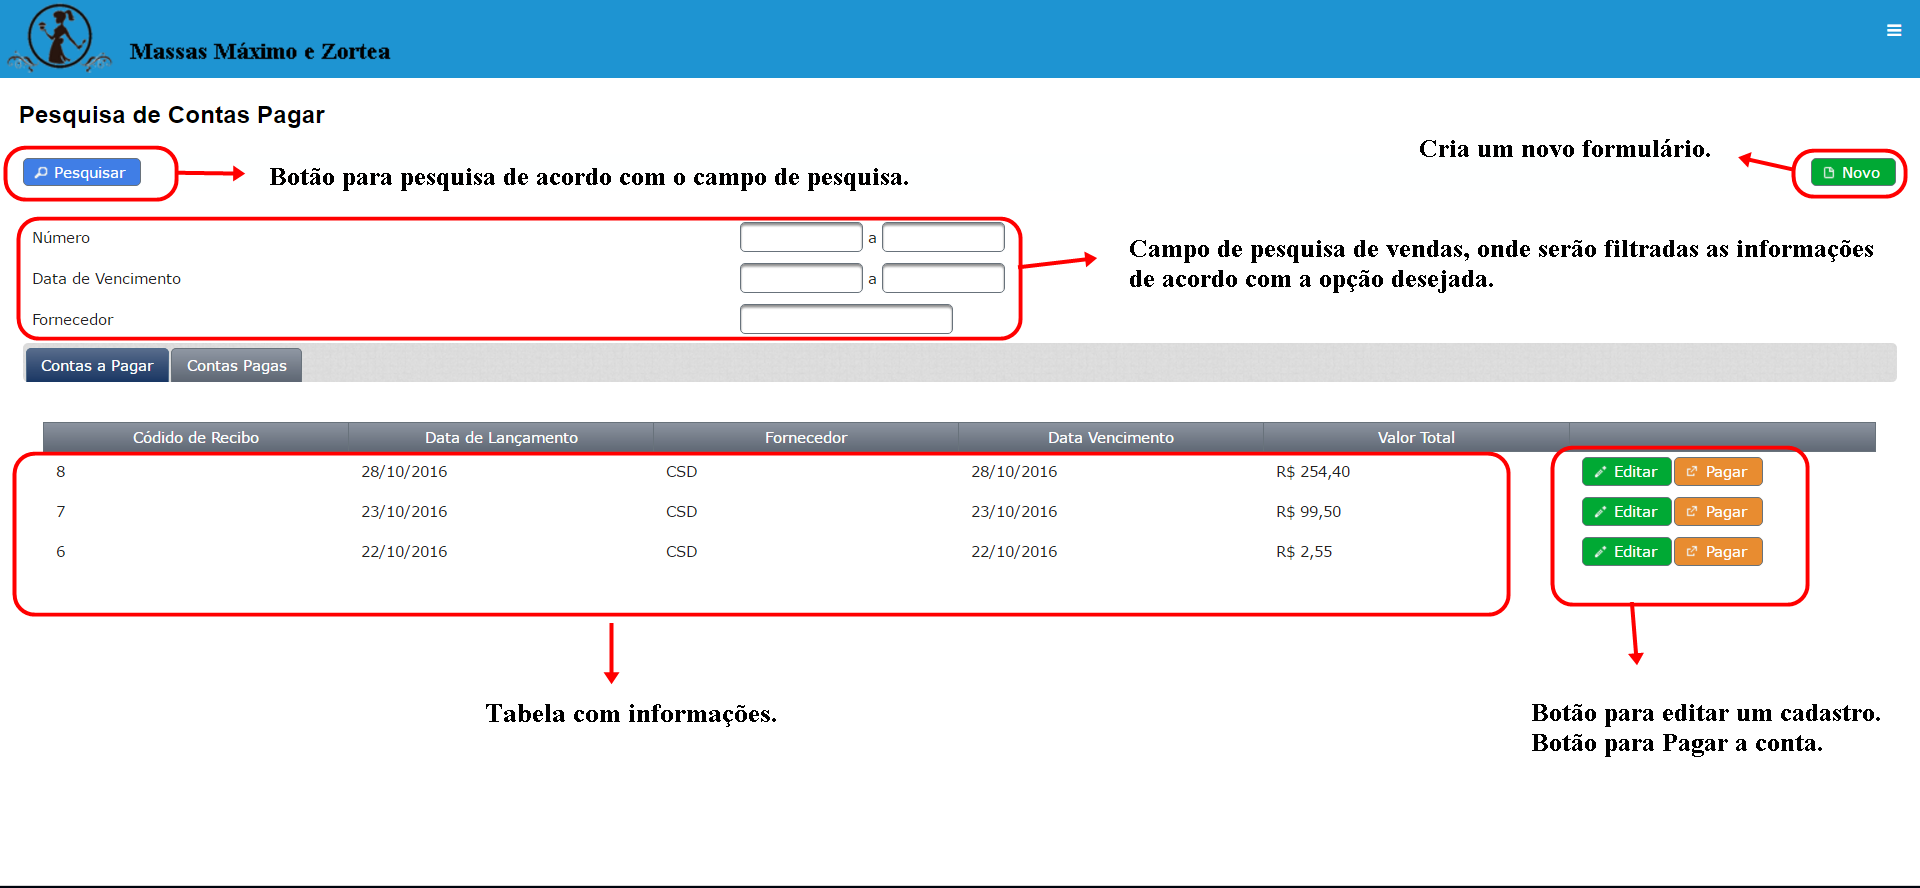 Massas Máximo e Zortea
Pesquisa de Contas Pagar
Cria um novo formulário.
Pesquisar
Botão para pesquisa de acordo com o campo de pesquisa.
Novo
Número a
Campo de pesquisa de vendas, onde serão filtradas as informações
de acordo com a opção desejada.
Data de Vencimento a
Fornecedor
Contas a Pagar Contas Pagas
Códido de Recibo Data de Lançamento Fornecedor Data Vencimento Valor Total
8 28/10/2016 CSD 28/10/2016 R$ 254,40 Editar Pagar
7 23/10/2016 CSD 23/10/2016 R$ 99,50 Editar Pagar
6 22/10/2016 CSD 22/10/2016 R$ 2,55 Editar Pagar
Tabela com informações.
Botão para editar um cadastro.
Botão para Pagar a conta.